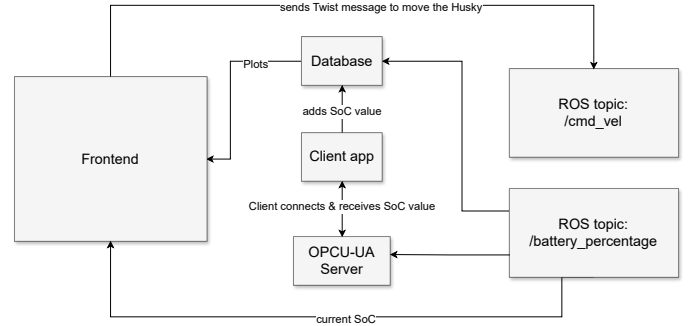 sends Twist message to move the Husky
Plots
Database
ROS topic:
/cmd_vel
adds SoC value
Frontend
Client app
Client connects & receives SoC value
ROS topic:
/battery_percentage
OPCU-UA
Server
current SoC